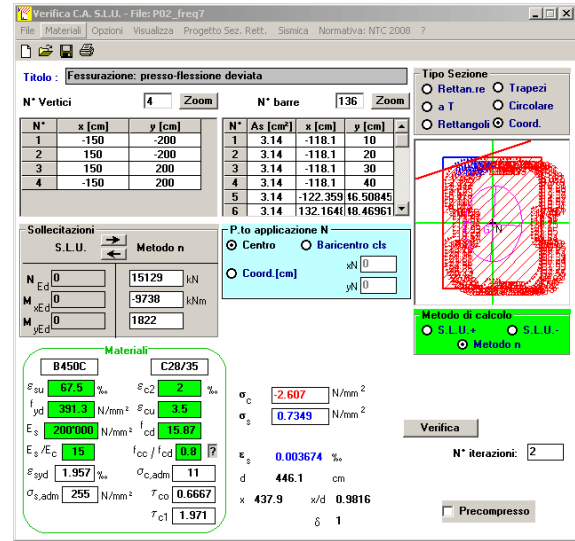 Verifica C.A. S.L.U. - File: P02_freq7
File Materiali Opzioni Visualizza Progetto Sez. Rett. Sismica Normativa: NTC 2008 ?
Titolo : Fessurazione: presso-flessione deviata
N° Vertici 4 Zoom N° barre 136 Zoom
N° x [cm] y [cm]
1 -150 -200
2 150 -200
3 150 200
4 -150 200
N° As [cm²] x [cm] y [cm]
1 3.14 -118.1 10
2 3.14 -118.1 20
3 3.14 -118.1 30
4 3.14 -118.1 40
5 3.14 -122.359 46.50845
6 3.14 132.1648 48.46961
Tipo Sezione
Rettan.re Trapezi
a T Circolare
Rettangoli Coord.
G N
Sollecitazioni
S.L.U. Metodo n
N Ed 0 15129 kN
M xEd 0 -9738 kNm
M yEd 0 1822
P.to applicazione N
Centro Baricentro cls
Coord.[cm] xN 0
yN 0
Metodo di calcolo
S.L.U.+ S.L.U.-
Metodo n
Materiali
B450C C28/35
εsu 67.5 ‰ εc2 2 ‰
fyd 391.3 N/mm² εcu 3.5
Es 200'000 N/mm² fcd 15.87
Es/Ec 15 fcc / fcd 0.8 ?
εsyd 1.957 ‰ σc,adm 11
σs,adm 255 N/mm² τco 0.6667
τc1 1.971
σc -2.607 N/mm²
σs 0.7349 N/mm²
εs 0.003674 ‰
d 446.1 cm
x 437.9 x/d 0.9816
δ 1
Verifica
N° iterazioni: 2
Precompresso